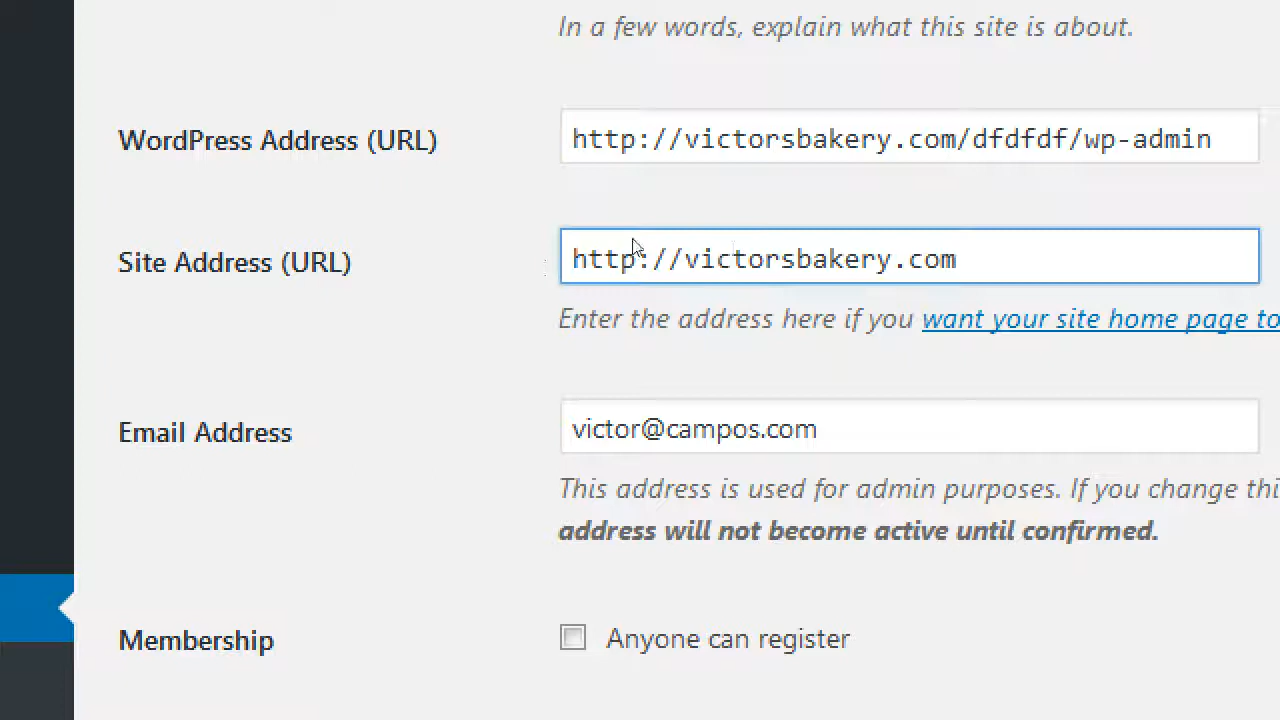 In a few words, explain what this site is about.
WordPress Address (URL)
http://victorsbakery.com/dfdfdf/wp-admin
Site Address (URL)
http://victorsbakery.com
Enter the address here if you want your site home page to
Email Address
victor@campos.com
This address is used for admin purposes. If you change thi
address will not become active until confirmed.
Membership
Anyone can register